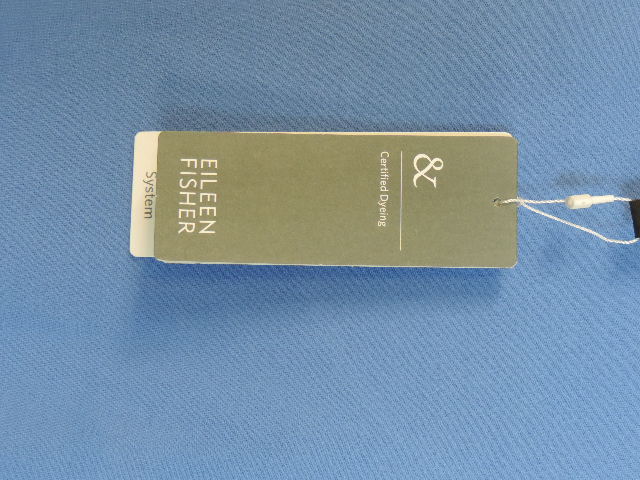 &
Certified Dyeing
EILEEN
FISHER
System